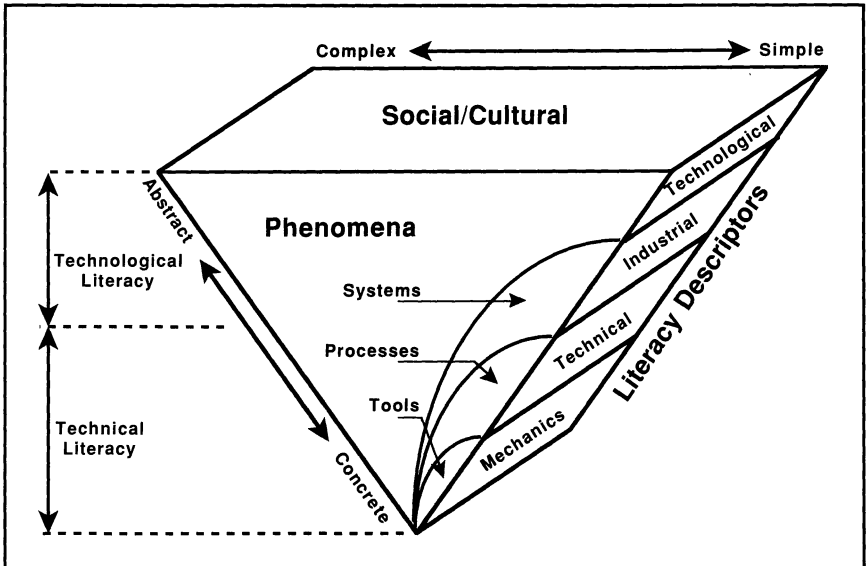 Complex
Simple
Social/Cultural
Technological
Abstract
Phenomena
Industrial
Technological
Literacy
Systems
Literacy Descriptors
Technical
Processes
Tools
Technical
Literacy
Mechanics
Concrete